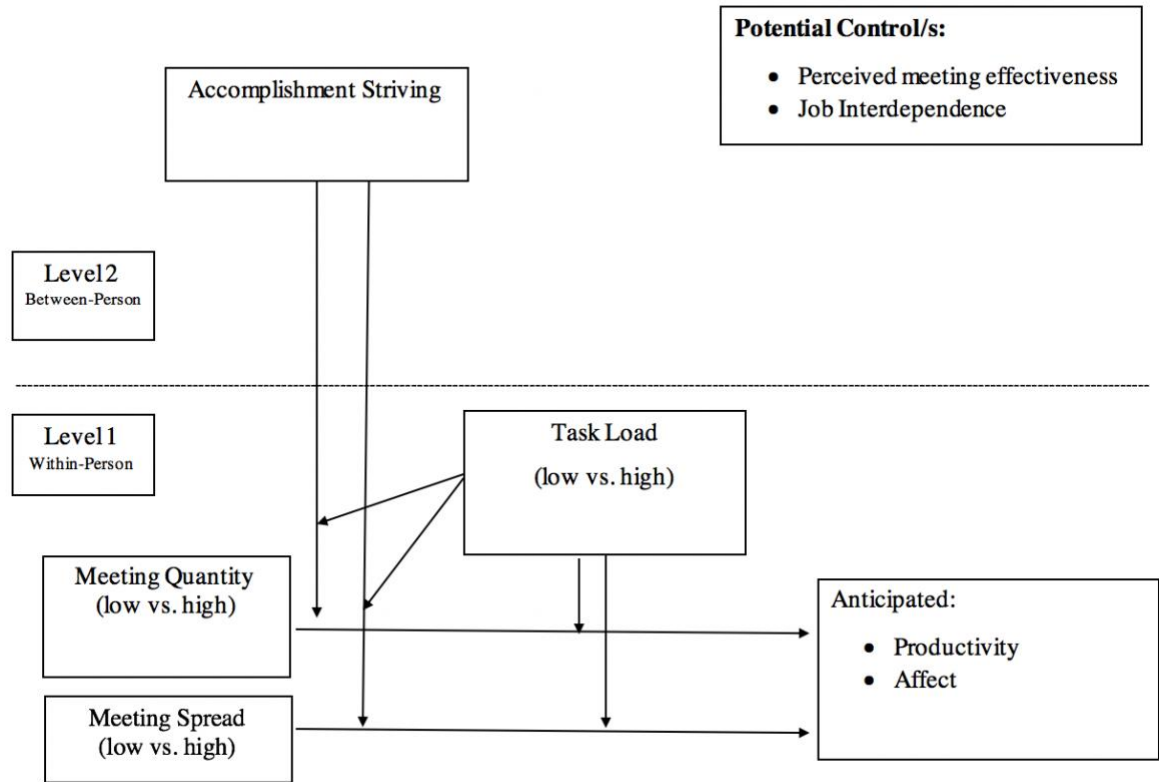 Potential Control/s:
• Perceived meeting effectiveness
• Job Interdependence
Accomplishment Striving
Level 2
Between-Person
Level 1
Within-Person
Task Load
(low vs. high)
Meeting Quantity
(low vs. high)
Anticipated:
• Productivity
• Affect
Meeting Spread
(low vs. high)